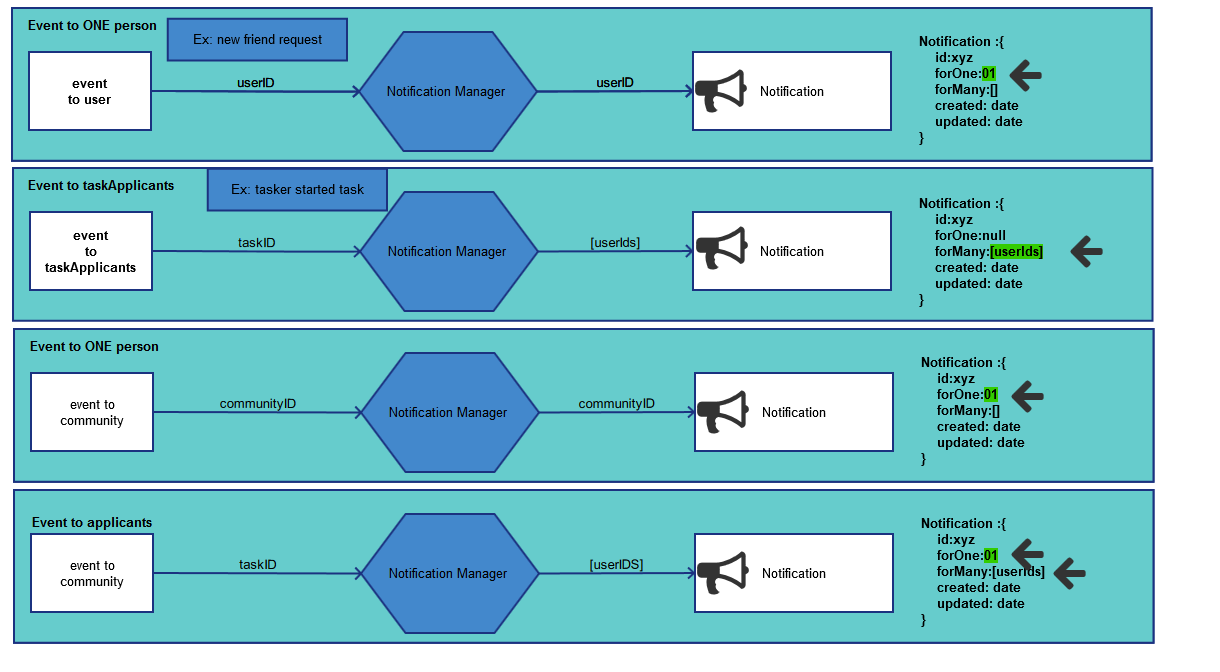 Event to ONE person
Ex: new friend request
event
to user
userID
Notification Manager
userID
Notification
Notification :{
id:xyz
forOne:01
forMany:[]
created: date
updated: date
}
Event to taskApplicants
Ex: tasker started task
event
to
taskApplicants
taskID
Notification Manager
[userIds]
Notification
Notification :{
id:xyz
forOne:null
forMany:[userIds]
created: date
updated: date
}
Event to ONE person
event to
community
communityID
Notification Manager
communityID
Notification
Notification :{
id:xyz
forOne:01
forMany:[]
created: date
updated: date
}
Event to applicants
event to
community
taskID
Notification Manager
[userIDS]
Notification
Notification :{
id:xyz
forOne:01
forMany:[userIds]
created: date
updated: date
}